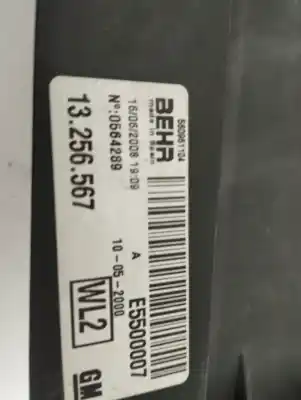 560961104
BEHR
made in Spain
16/06/2008 19:09
Nº:0564289
13.256.567
A
E5500007
10-05-2000
WL2
GM